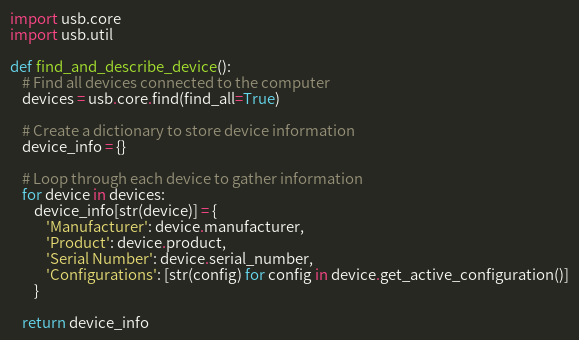 import usb.core
import usb.util

def find_and_describe_device():
    # Find all devices connected to the computer
    devices = usb.core.find(find_all=True)

    # Create a dictionary to store device information
    device_info = {}

    # Loop through each device to gather information
    for device in devices:
        device_info[str(device)] = {
            'Manufacturer': device.manufacturer,
            'Product': device.product,
            'Serial Number': device.serial_number,
            'Configurations': [str(config) for config in device.get_active_configuration()]
        }

    return device_info